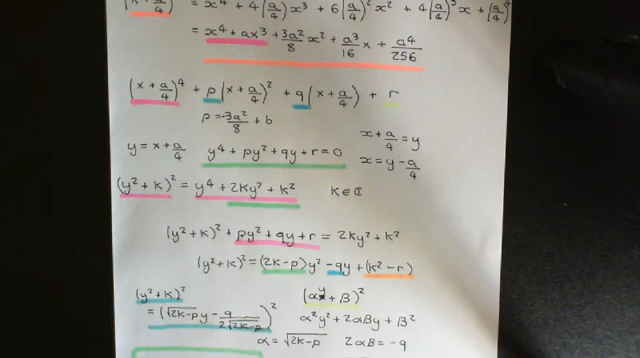 (x + a/4)⁴ = x⁴ + 4(a/4)x³ + 6(a/4)²x² + 4(a/4)³x + (a/4)⁴
= x⁴ + ax³ + 3a²/8 x² + a³/16 x + a⁴/256
(x + a/4)⁴ + p(x + a/4)² + q(x + a/4) + r
p = -3a²/8 + b
x + a/4 = y
y = x + a/4 y⁴ + py² + qy + r = 0
x = y - a/4
(y² + k)² = y⁴ + 2ky² + k² k ∈ ℂ
(y² + k)² + py² + qy + r = 2ky² + k²
(y² + k)² = (2k - p)y² - qy + (k² - r)
(y² + k)² (αy + β)²
= (√2k-p y - q/2√2k-p)² α²y² + 2αβy + β²
α = √2k-p 2αβ = -q